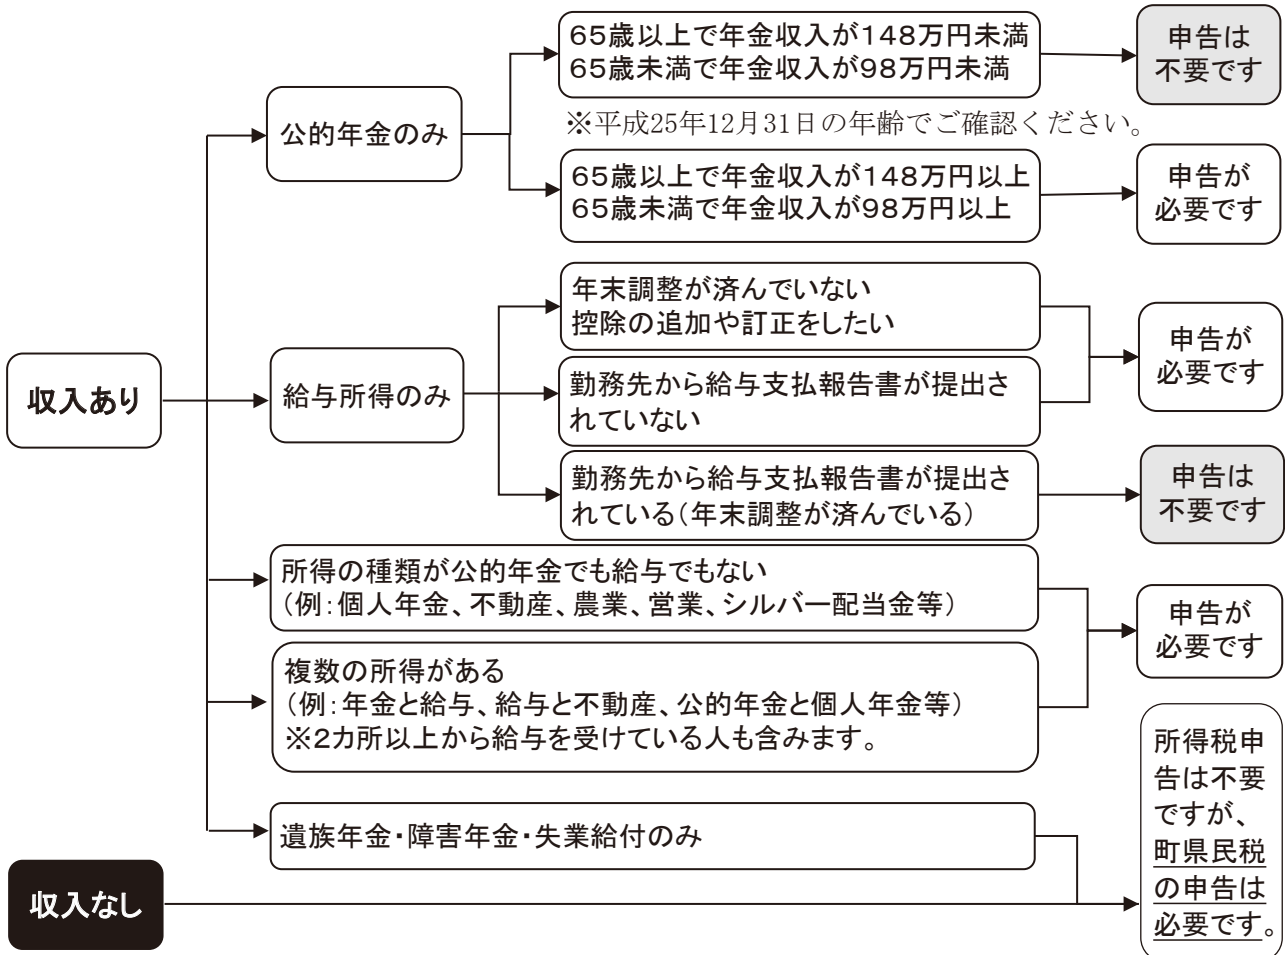 65歳以上で年金収入が148万円未満
65歳未満で年金収入が98万円未満
申告は
不要です
公的年金のみ
※平成25年12月31日の年齢でご確認ください。
65歳以上で年金収入が148万円以上
65歳未満で年金収入が98万円以上
申告が
必要です
年末調整が済んでいない
控除の追加や訂正をしたい
申告が
必要です
収入あり
給与所得のみ
勤務先から給与支払報告書が提出さ
れていない
勤務先から給与支払報告書が提出さ
れている(年末調整が済んでいる)
申告は
不要です
所得の種類が公的年金でも給与でもない
(例:個人年金、不動産、農業、営業、シルバー配当金等)
申告が
必要です
複数の所得がある
(例:年金と給与、給与と不動産、公的年金と個人年金等)
※2カ所以上から給与を受けている人も含みます。
遺族年金・障害年金・失業給付のみ
収入なし
所得税申
告は不要
ですが、
町県民税
の申告は
必要です。